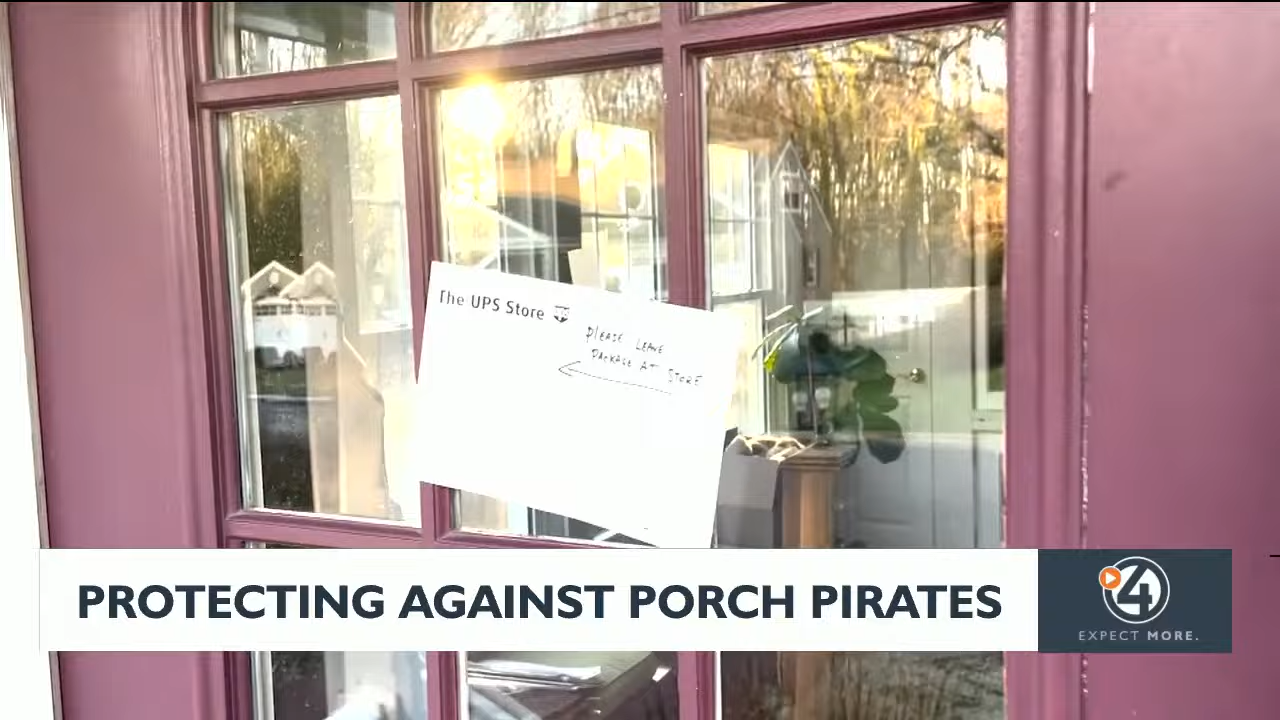 The UPS Store
PLEASE LEAVE
PACKAGE AT STORE
PROTECTING AGAINST PORCH PIRATES
4
EXPECT MORE.